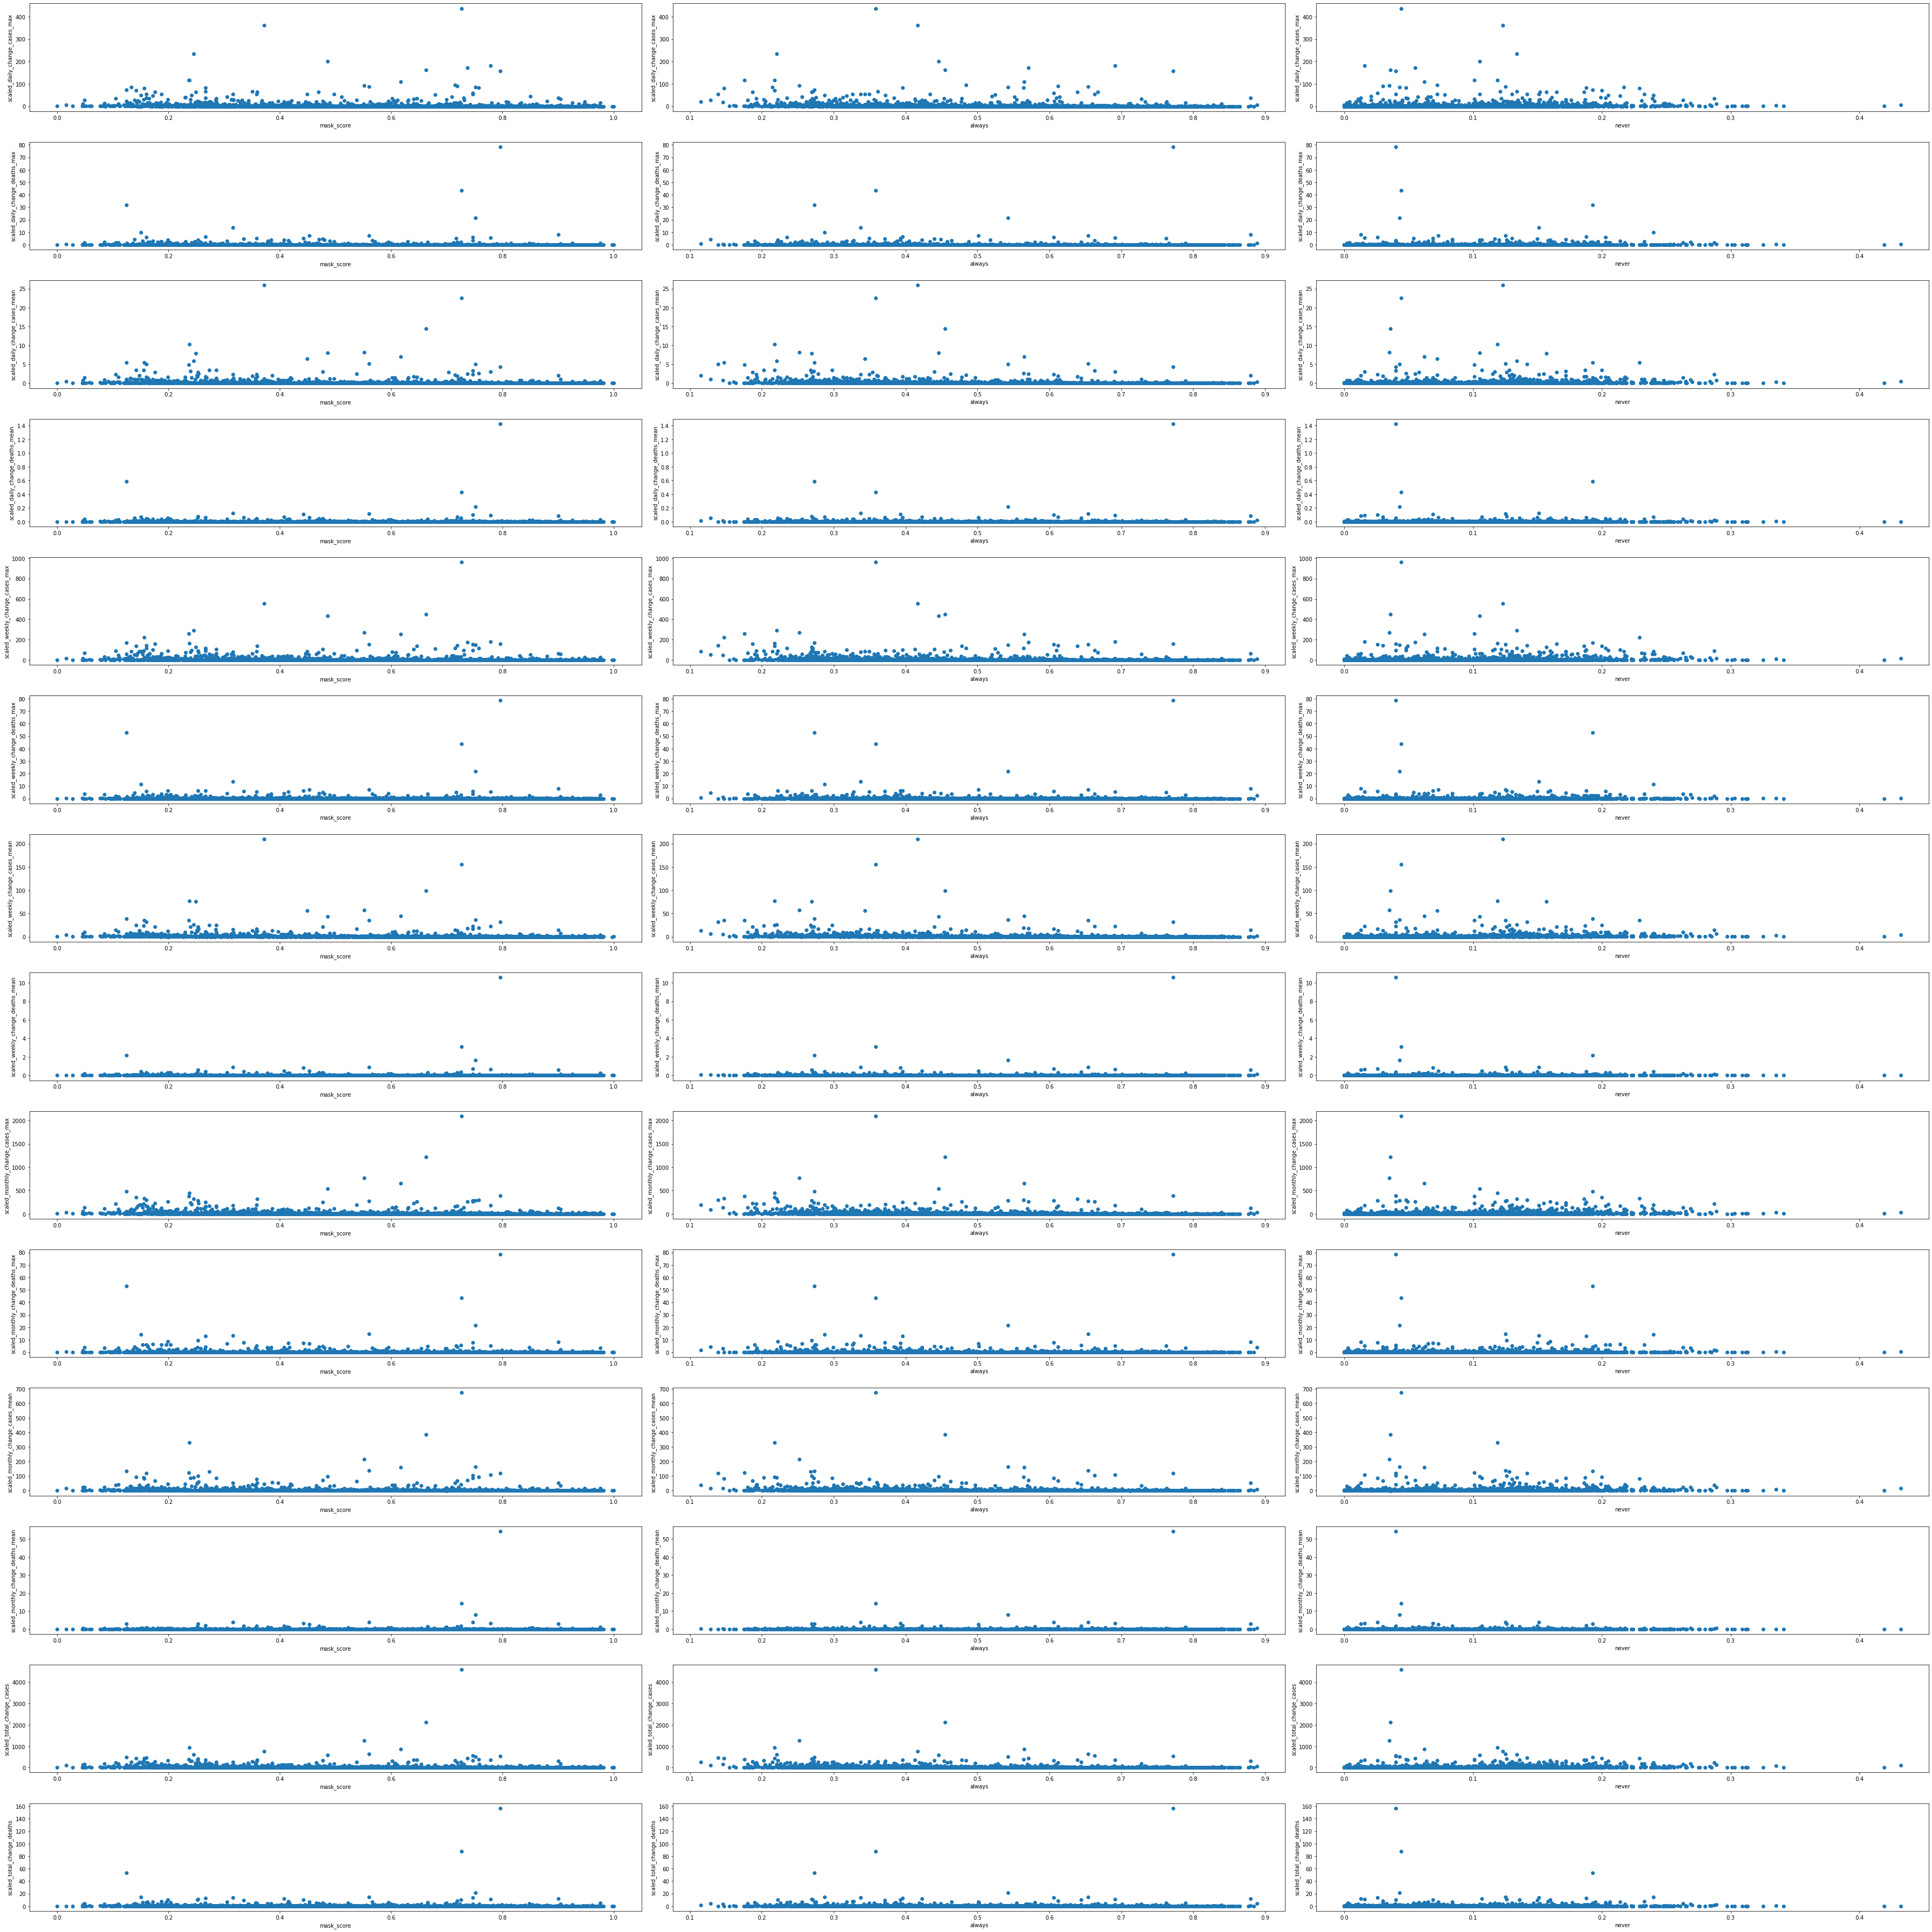 scaled_daily_change_cases_max
400
300
200
100
0
0.0 0.2 0.4 0.6 0.8 1.0
mask_score
scaled_daily_change_cases_max
400
300
200
100
0
0.1 0.2 0.3 0.4 0.5 0.6 0.7 0.8 0.9
always
scaled_daily_change_cases_max
400
300
200
100
0
0.0 0.1 0.2 0.3 0.4
never
scaled_daily_change_deaths_max
80
70
60
50
40
30
20
10
0
0.0 0.2 0.4 0.6 0.8 1.0
mask_score
scaled_daily_change_deaths_max
80
70
60
50
40
30
20
10
0
0.1 0.2 0.3 0.4 0.5 0.6 0.7 0.8 0.9
always
scaled_daily_change_deaths_max
80
70
60
50
40
30
20
10
0
0.0 0.1 0.2 0.3 0.4
never
scaled_daily_change_cases_mean
25
20
15
10
5
0
0.0 0.2 0.4 0.6 0.8 1.0
mask_score
scaled_daily_change_cases_mean
25
20
15
10
5
0
0.1 0.2 0.3 0.4 0.5 0.6 0.7 0.8 0.9
always
scaled_daily_change_cases_mean
25
20
15
10
5
0
0.0 0.1 0.2 0.3 0.4
never
scaled_daily_change_deaths_mean
1.4
1.2
1.0
0.8
0.6
0.4
0.2
0.0
0.0 0.2 0.4 0.6 0.8 1.0
mask_score
scaled_daily_change_deaths_mean
1.4
1.2
1.0
0.8
0.6
0.4
0.2
0.0
0.1 0.2 0.3 0.4 0.5 0.6 0.7 0.8 0.9
always
scaled_daily_change_deaths_mean
1.4
1.2
1.0
0.8
0.6
0.4
0.2
0.0
0.0 0.1 0.2 0.3 0.4
never
scaled_weekly_change_cases_max
1000
800
600
400
200
0
0.0 0.2 0.4 0.6 0.8 1.0
mask_score
scaled_weekly_change_cases_max
1000
800
600
400
200
0
0.1 0.2 0.3 0.4 0.5 0.6 0.7 0.8 0.9
always
scaled_weekly_change_cases_max
1000
800
600
400
200
0
0.0 0.1 0.2 0.3 0.4
never
scaled_weekly_change_deaths_max
80
70
60
50
40
30
20
10
0
0.0 0.2 0.4 0.6 0.8 1.0
mask_score
scaled_weekly_change_deaths_max
80
70
60
50
40
30
20
10
0
0.1 0.2 0.3 0.4 0.5 0.6 0.7 0.8 0.9
always
scaled_weekly_change_deaths_max
80
70
60
50
40
30
20
10
0
0.0 0.1 0.2 0.3 0.4
never
scaled_weekly_change_cases_mean
200
150
100
50
0
0.0 0.2 0.4 0.6 0.8 1.0
mask_score
scaled_weekly_change_cases_mean
200
150
100
50
0
0.1 0.2 0.3 0.4 0.5 0.6 0.7 0.8 0.9
always
scaled_weekly_change_cases_mean
200
150
100
50
0
0.0 0.1 0.2 0.3 0.4
never
scaled_weekly_change_deaths_mean
10
8
6
4
2
0
0.0 0.2 0.4 0.6 0.8 1.0
mask_score
scaled_weekly_change_deaths_mean
10
8
6
4
2
0
0.1 0.2 0.3 0.4 0.5 0.6 0.7 0.8 0.9
always
scaled_weekly_change_deaths_mean
10
8
6
4
2
0
0.0 0.1 0.2 0.3 0.4
never
scaled_monthly_change_cases_max
2000
1500
1000
500
0
0.0 0.2 0.4 0.6 0.8 1.0
mask_score
scaled_monthly_change_cases_max
2000
1500
1000
500
0
0.1 0.2 0.3 0.4 0.5 0.6 0.7 0.8 0.9
always
scaled_monthly_change_cases_max
2000
1500
1000
500
0
0.0 0.1 0.2 0.3 0.4
never
scaled_monthly_change_deaths_max
80
70
60
50
40
30
20
10
0
0.0 0.2 0.4 0.6 0.8 1.0
mask_score
scaled_monthly_change_deaths_max
80
70
60
50
40
30
20
10
0
0.1 0.2 0.3 0.4 0.5 0.6 0.7 0.8 0.9
always
scaled_monthly_change_deaths_max
80
70
60
50
40
30
20
10
0
0.0 0.1 0.2 0.3 0.4
never
scaled_monthly_change_cases_mean
700
600
500
400
300
200
100
0
0.0 0.2 0.4 0.6 0.8 1.0
mask_score
scaled_monthly_change_cases_mean
700
600
500
400
300
200
100
0
0.1 0.2 0.3 0.4 0.5 0.6 0.7 0.8 0.9
always
scaled_monthly_change_cases_mean
700
600
500
400
300
200
100
0
0.0 0.1 0.2 0.3 0.4
never
scaled_monthly_change_deaths_mean
50
40
30
20
10
0
0.0 0.2 0.4 0.6 0.8 1.0
mask_score
scaled_monthly_change_deaths_mean
50
40
30
20
10
0
0.1 0.2 0.3 0.4 0.5 0.6 0.7 0.8 0.9
always
scaled_monthly_change_deaths_mean
50
40
30
20
10
0
0.0 0.1 0.2 0.3 0.4
never
scaled_total_change_cases
4000
3000
2000
1000
0
0.0 0.2 0.4 0.6 0.8 1.0
mask_score
scaled_total_change_cases
4000
3000
2000
1000
0
0.1 0.2 0.3 0.4 0.5 0.6 0.7 0.8 0.9
always
scaled_total_change_cases
4000
3000
2000
1000
0
0.0 0.1 0.2 0.3 0.4
never
scaled_total_change_deaths
160
140
120
100
80
60
40
20
0
0.0 0.2 0.4 0.6 0.8 1.0
mask_score
scaled_total_change_deaths
160
140
120
100
80
60
40
20
0
0.1 0.2 0.3 0.4 0.5 0.6 0.7 0.8 0.9
always
scaled_total_change_deaths
160
140
120
100
80
60
40
20
0
0.0 0.1 0.2 0.3 0.4
never